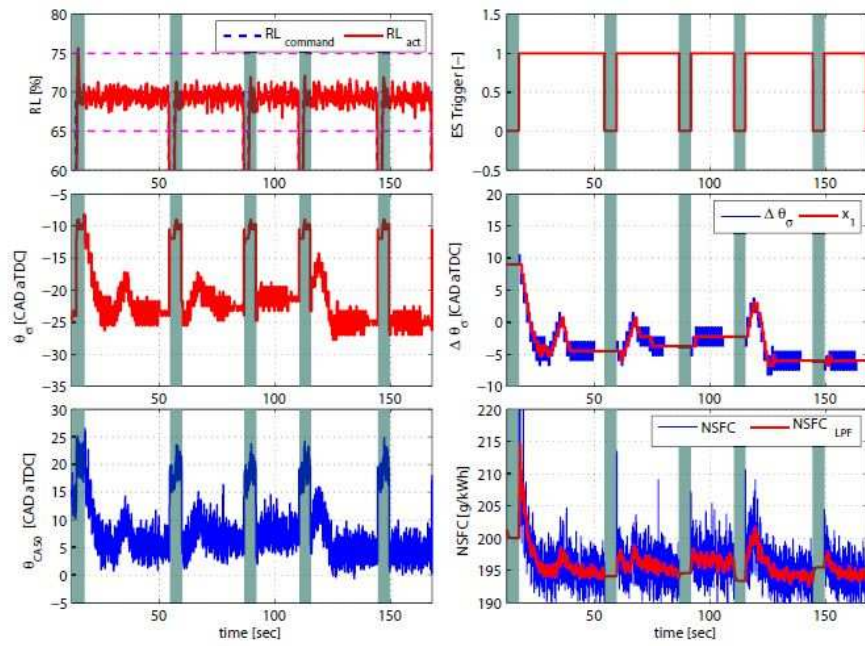 RL command RL act
80
75
70
65
60
RL [%]
50 100 150
1.5
1
0.5
0
−0.5
ES Trigger [−]
50 100 150
−5
−10
−15
−20
−25
−30
−35
θσ [CAD aTDC]
50 100 150
Δ θσ x1
20
15
10
5
0
−5
−10
Δ θσ [CAD aTDC]
50 100 150
30
25
20
15
10
5
0
−5
θCA50 [CAD aTDC]
50 100 150
time [sec]
NSFC NSFC LPF
220
215
210
205
200
195
190
NSFC [g/kWh]
50 100 150
time [sec]